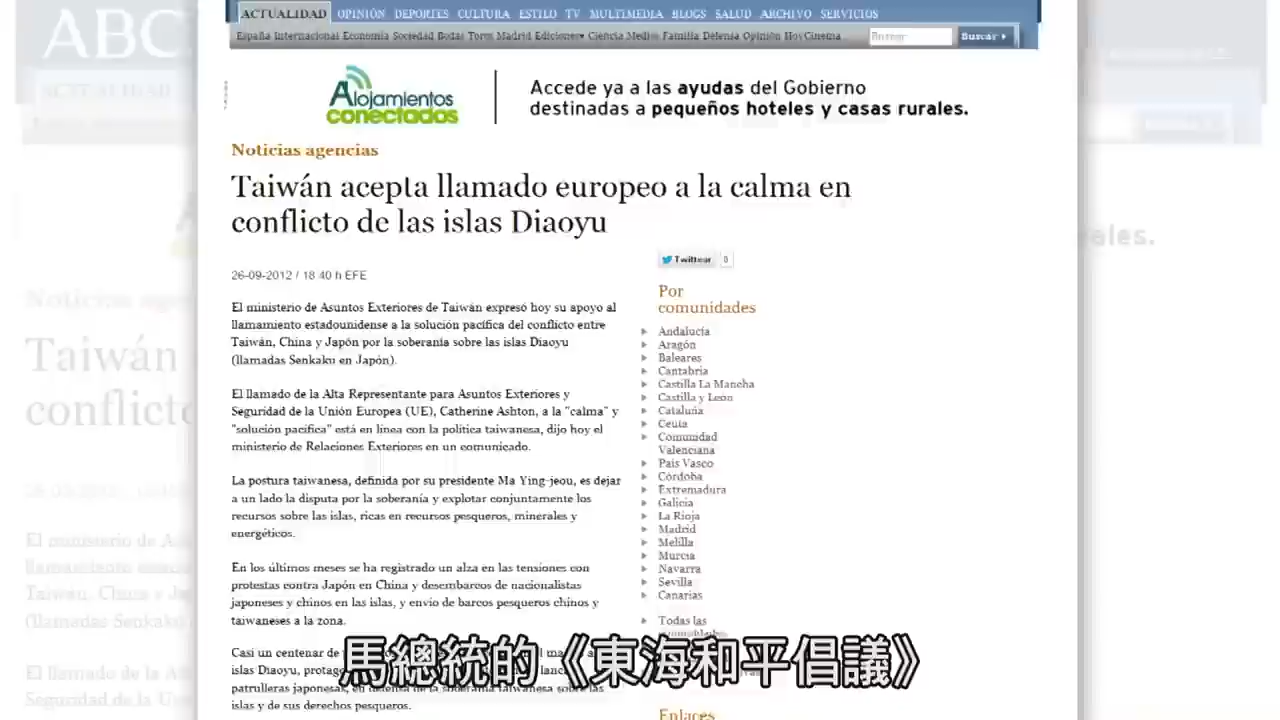 ABC
ACTUALIDAD OPINIÓN DEPORTES CULTURA ESTILO TV MULTIMEDIA BLOGS SALUD ARCHIVO SERVICIOS
España Internacional Economía Sociedad Bodas Toros Madrid Ediciones Ciencia Medios Familia Defensa Opinión Hoy Cinema
Buscar Buscar
Alojamientos
conectados
Accede ya a las ayudas del Gobierno
destinadas a pequeños hoteles y casas rurales.
Noticias agencias
Taiwán acepta llamado europeo a la calma en
conflicto de las islas Diaoyu
26-09-2012 / 18:40 h EFE
El ministerio de Asuntos Exteriores de Taiwán expresó hoy su apoyo al
llamamiento estadounidense a la solución pacífica del conflicto entre
Taiwán, China y Japón por la soberanía sobre las islas Diaoyu
(llamadas Senkaku en Japón).
El llamado de la Alta Representante para Asuntos Exteriores y
Seguridad de la Unión Europea (UE), Catherine Ashton, a la "calma" y
"solución pacífica" está en línea con la política taiwanesa, dijo hoy el
ministerio de Relaciones Exteriores en un comunicado.
La postura taiwanesa, definida por su presidente Ma Ying-jeou, es dejar
a un lado la disputa por la soberanía y explotar conjuntamente los
recursos sobre las islas, ricas en recursos pesqueros, minerales y
energéticos.
En los últimos meses se ha registrado un alza en las tensiones con
protestas contra Japón en China y desembarcos de nacionalistas
japoneses y chinos en las islas, y envío de barcos pesqueros chinos y
taiwaneses a la zona.
Casi un centenar de
islas Diaoyu,
patrulleras japonesas, en defensa de la soberanía taiwanesa sobre las
islas y de sus derechos pesqueros.
Twittear 0
Por
comunidades
Andalucía
Aragón
Baleares
Cantabria
Castilla La Mancha
Castilla y León
Cataluña
Ceuta
Comunidad
Valenciana
País Vasco
Córdoba
Extremadura
Galicia
La Rioja
Madrid
Melilla
Murcia
Navarra
Sevilla
Canarias
Todas las
Enlaces
馬總統的《東海和平倡議》